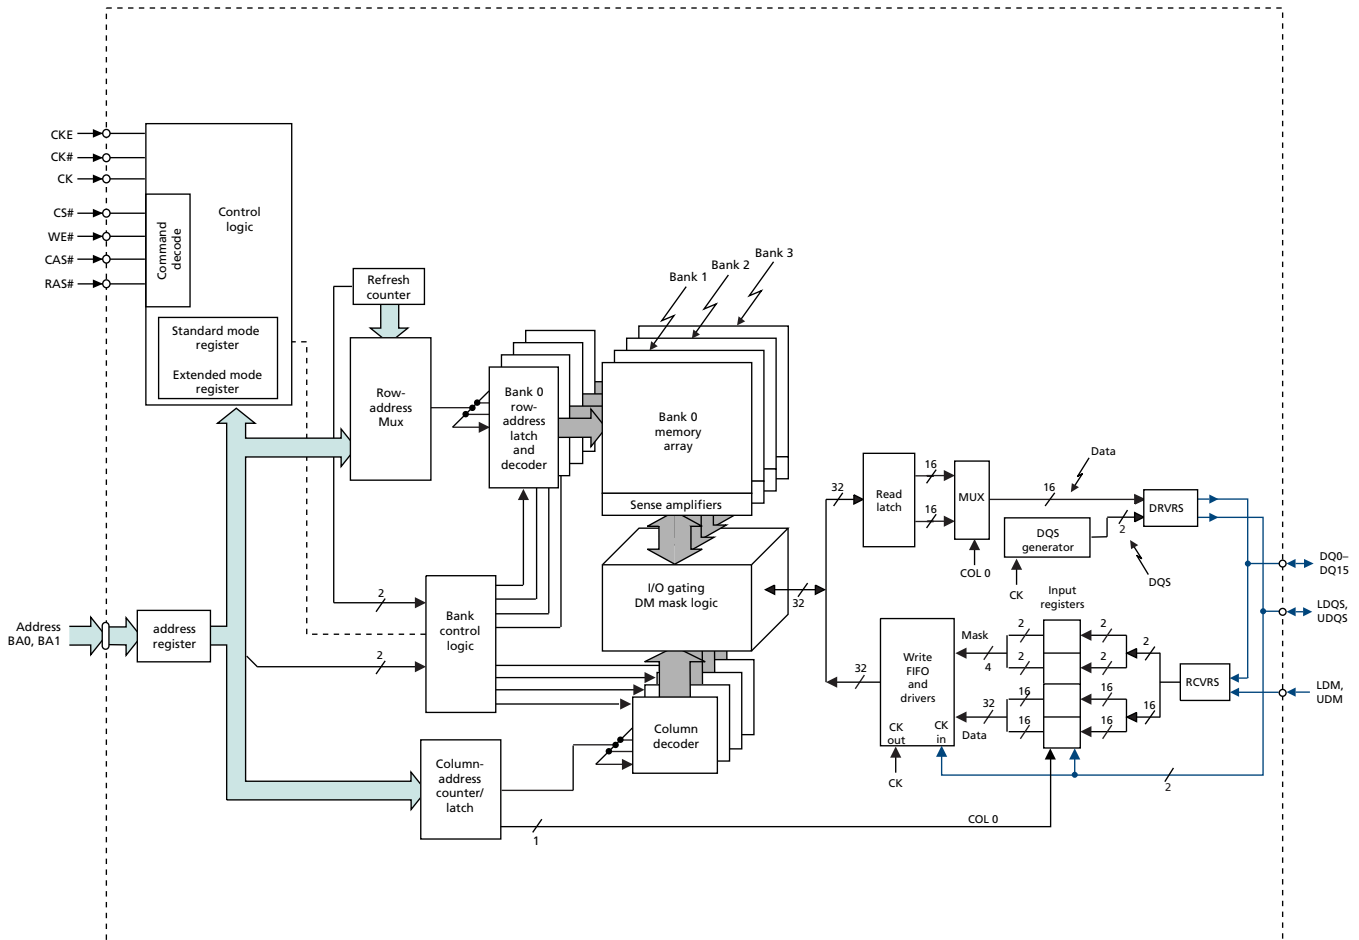 CKE
CK#
CK
CS#
WE#
CAS#
RAS#
Command
decode
Control
logic
Standard mode
register
Extended mode
register
Refresh
counter
Row-
address
Mux
Bank 0
row-
address
latch
and
decoder
Bank 1
Bank 2
Bank 3
Bank 0
memory
array
Sense amplifiers
I/O gating
DM mask logic
32
Address
BA0, BA1
address
register
2
2
Bank
control
logic
Column-
address
counter/
latch
1
Column
decoder
32
Read
latch
16
16
MUX
COL 0
16
Data
DQS
generator
CK
2
DQS
DRVRS
DQ0–
DQ15
LDQS,
UDQS
LDM,
UDM
32
Write
FIFO
and
drivers
CK
out
CK
in
CK
Mask
4
32
Data
2
2
16
16
Input
registers
2
2
16
16
2
16
RCVRS
2
COL 0